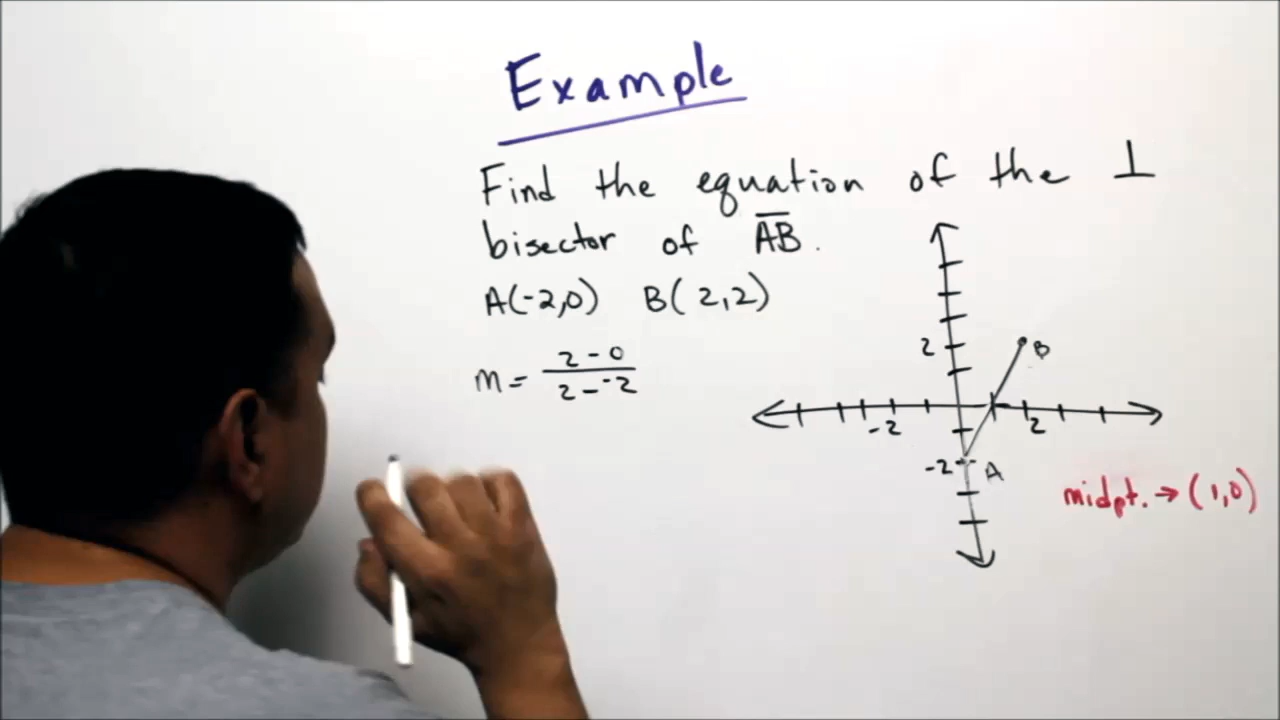 Example
Find the equation of the ⊥
bisector of A̅B̅.
A(-2,0) B(2,2)
m = 2 - 0 / 2 - -2
2
B
-2
2
-2
A
midpt. → (1,0)